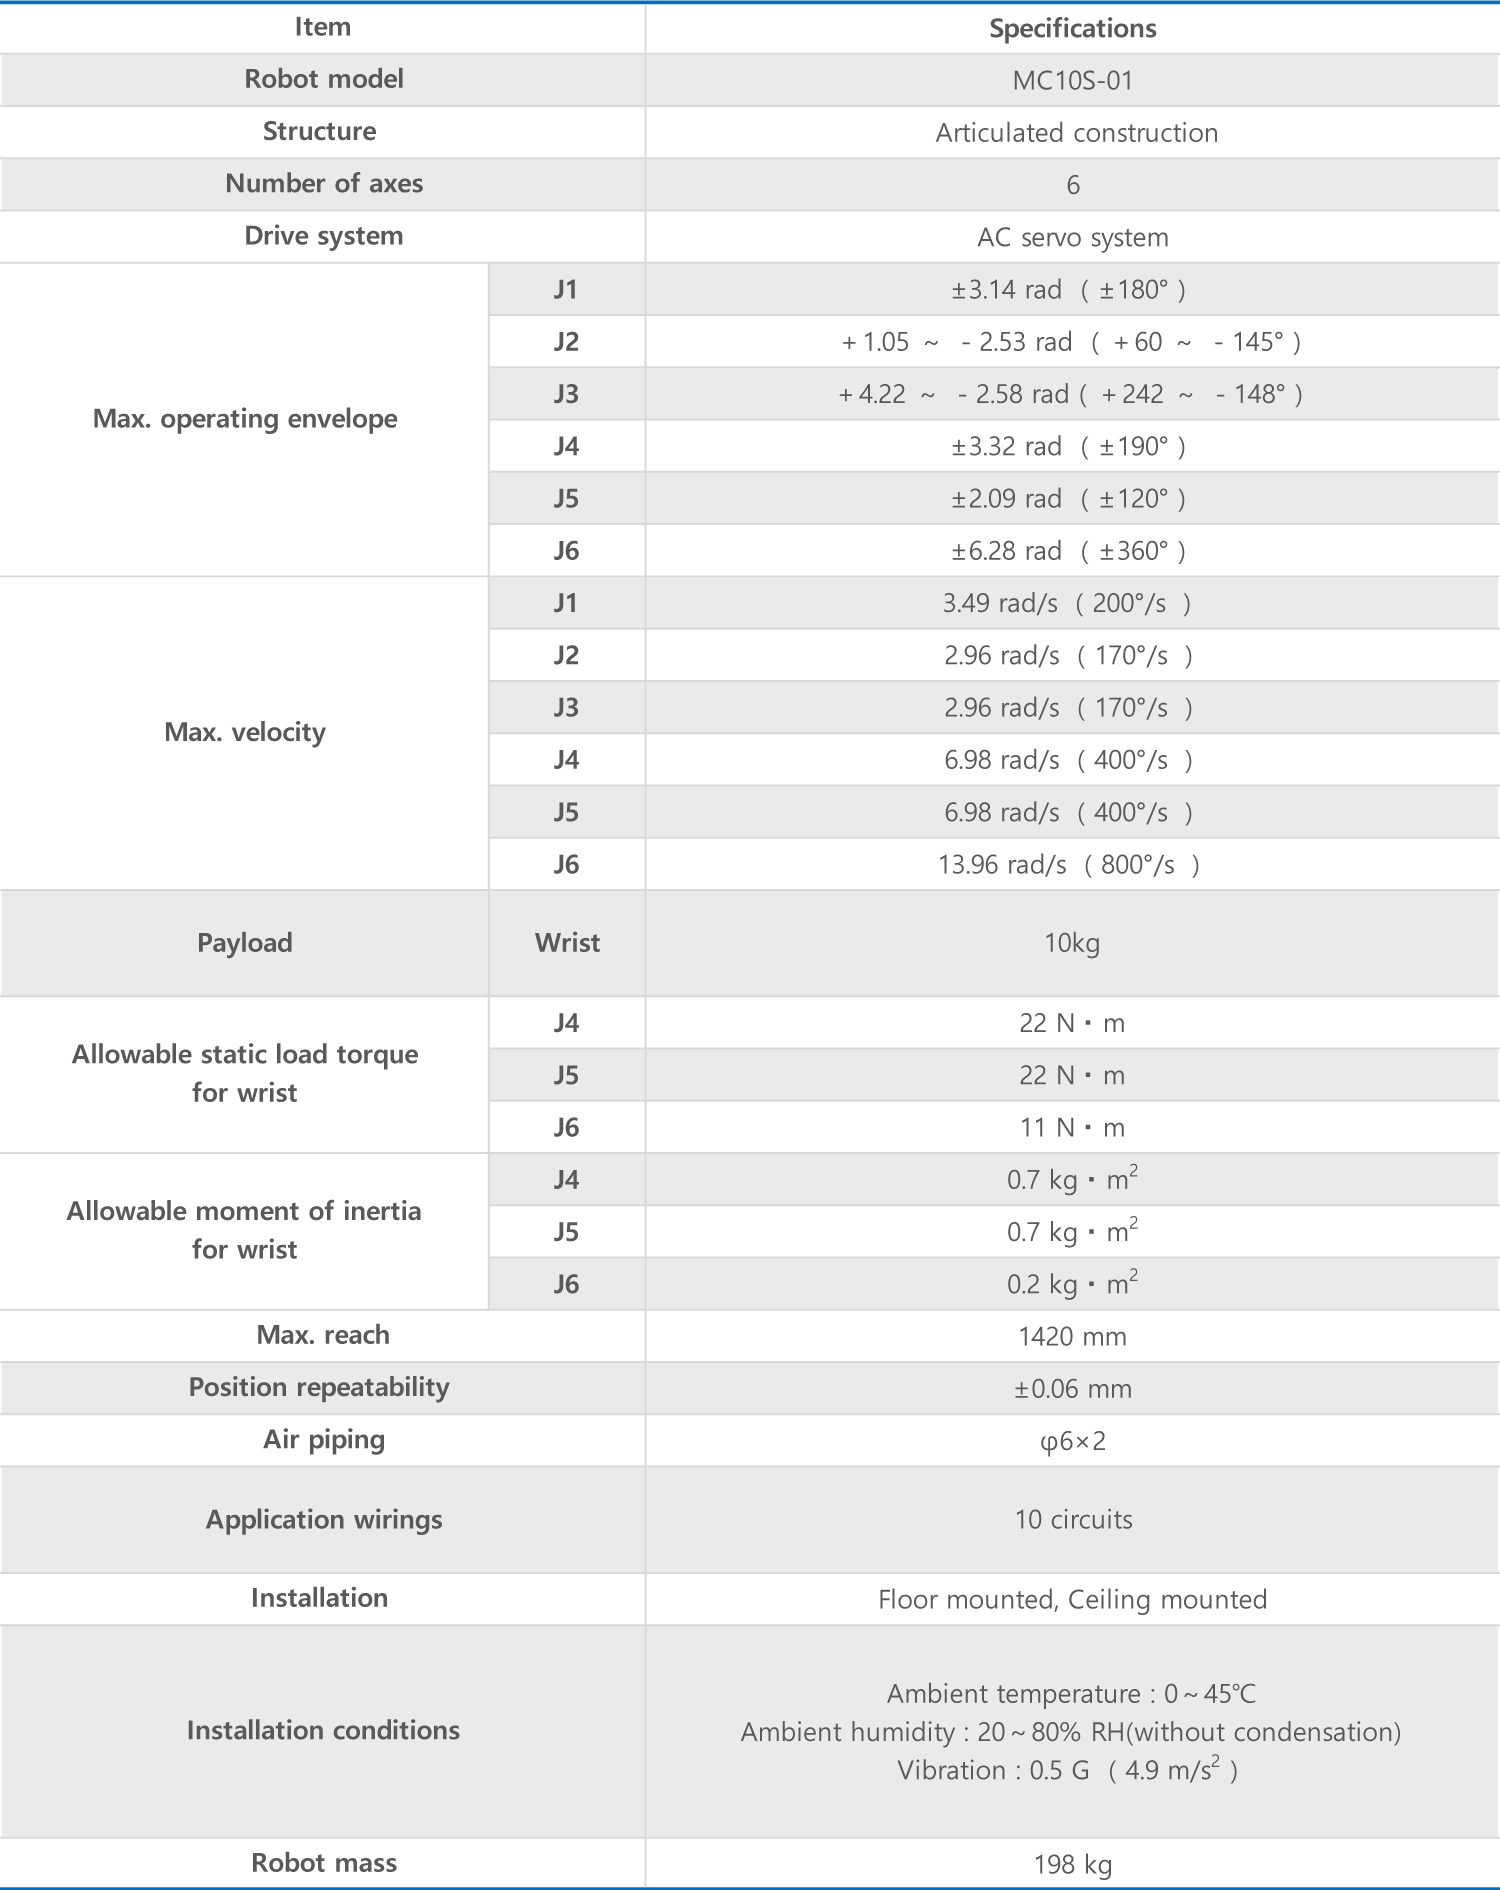 Item Specifications
Robot model MC10S-01
Structure Articulated construction
Number of axes 6
Drive system AC servo system
Max. operating envelope
J1 ±3.14 rad ( ±180° )
J2 +1.05 ~ -2.53 rad ( +60 ~ -145° )
J3 +4.22 ~ -2.58 rad ( +242 ~ -148° )
J4 ±3.32 rad ( ±190° )
J5 ±2.09 rad ( ±120° )
J6 ±6.28 rad ( ±360° )
Max. velocity
J1 3.49 rad/s ( 200°/s )
J2 2.96 rad/s ( 170°/s )
J3 2.96 rad/s ( 170°/s )
J4 6.98 rad/s ( 400°/s )
J5 6.98 rad/s ( 400°/s )
J6 13.96 rad/s ( 800°/s )
Payload Wrist 10kg
Allowable static load torque
for wrist
J4 22 N・m
J5 22 N・m
J6 11 N・m
Allowable moment of inertia
for wrist
J4 0.7 kg・m²
J5 0.7 kg・m²
J6 0.2 kg・m²
Max. reach 1420 mm
Position repeatability ±0.06 mm
Air piping φ6×2
Application wirings 10 circuits
Installation Floor mounted, Ceiling mounted
Installation conditions
Ambient temperature : 0～45℃
Ambient humidity : 20～80% RH(without condensation)
Vibration : 0.5 G ( 4.9 m/s² )
Robot mass 198 kg